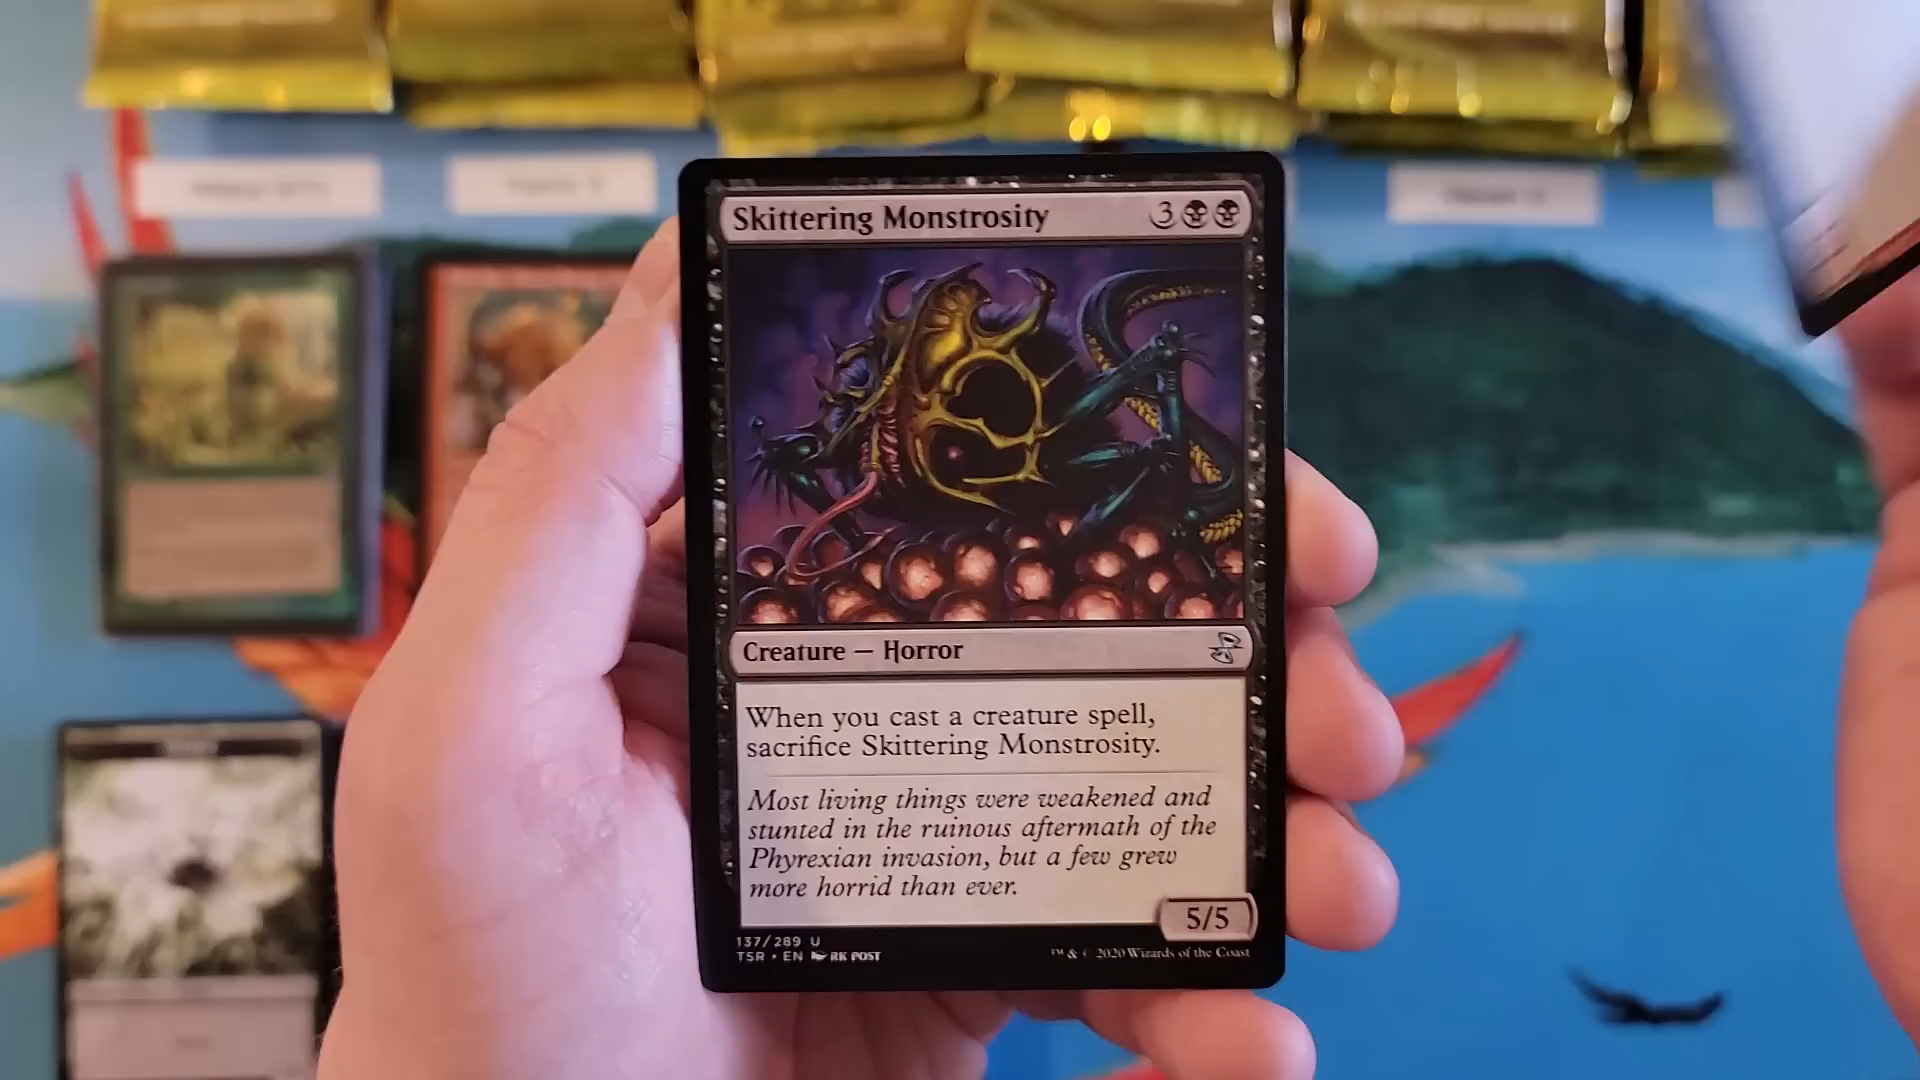 Skittering Monstrosity 3
Creature — Horror
When you cast a creature spell,
sacrifice Skittering Monstrosity.
Most living things were weakened and
stunted in the ruinous aftermath of the
Phyrexian invasion, but a few grew
more horrid than ever.
5/5
137/289 U
TSR • EN RK POST
™ & © 2020 Wizards of the Coast